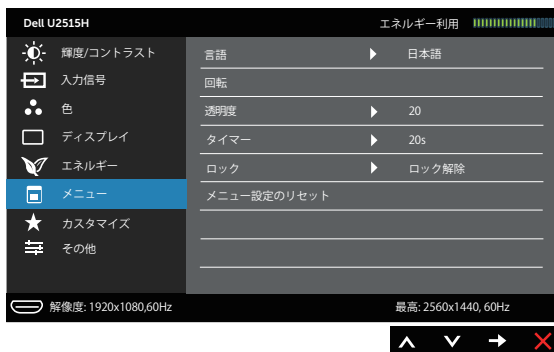 Dell U2515H エネルギー利用
輝度/コントラスト
入力信号
色
ディスプレイ
エネルギー
メニュー
カスタマイズ
その他
言語 日本語
回転
透明度 20
タイマー 20s
ロック ロック解除
メニュー設定のリセット
解像度: 1920x1080,60Hz 最高: 2560x1440, 60Hz